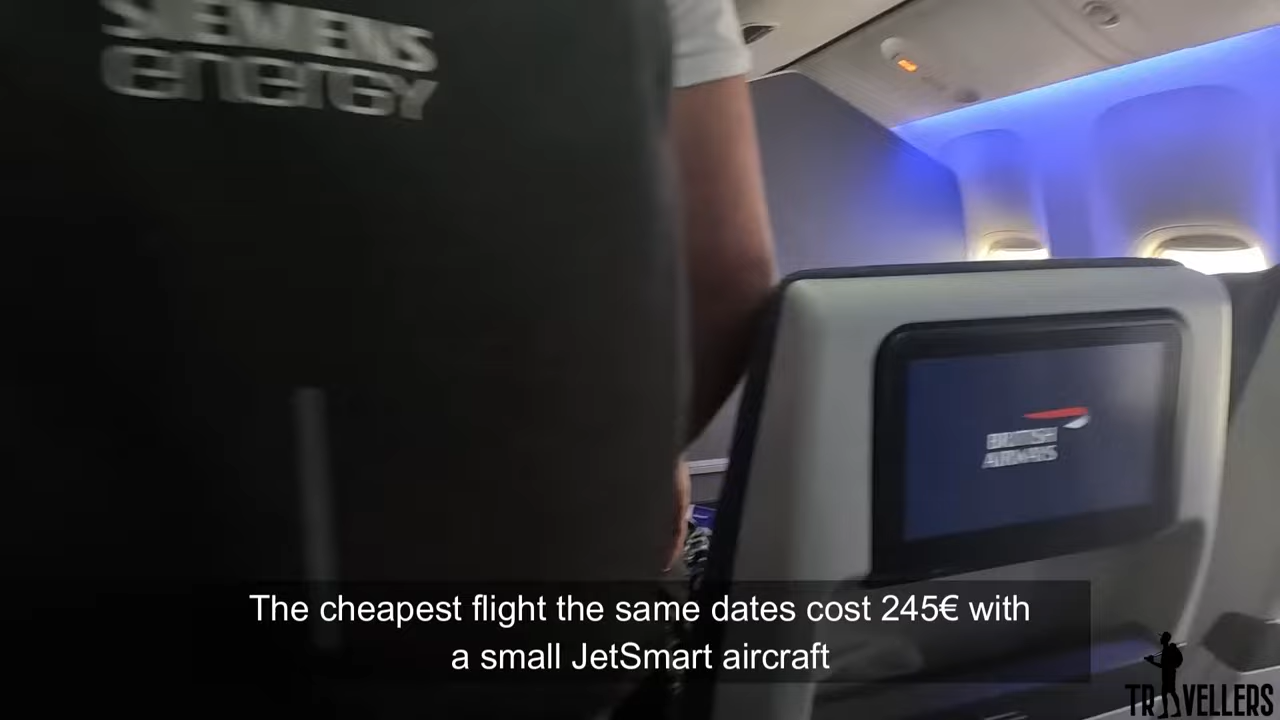 SIEMENS
energy
BRITISH
AIRWAYS
The cheapest flight the same dates cost 245€ with
a small JetSmart aircraft
TRAVELLERS